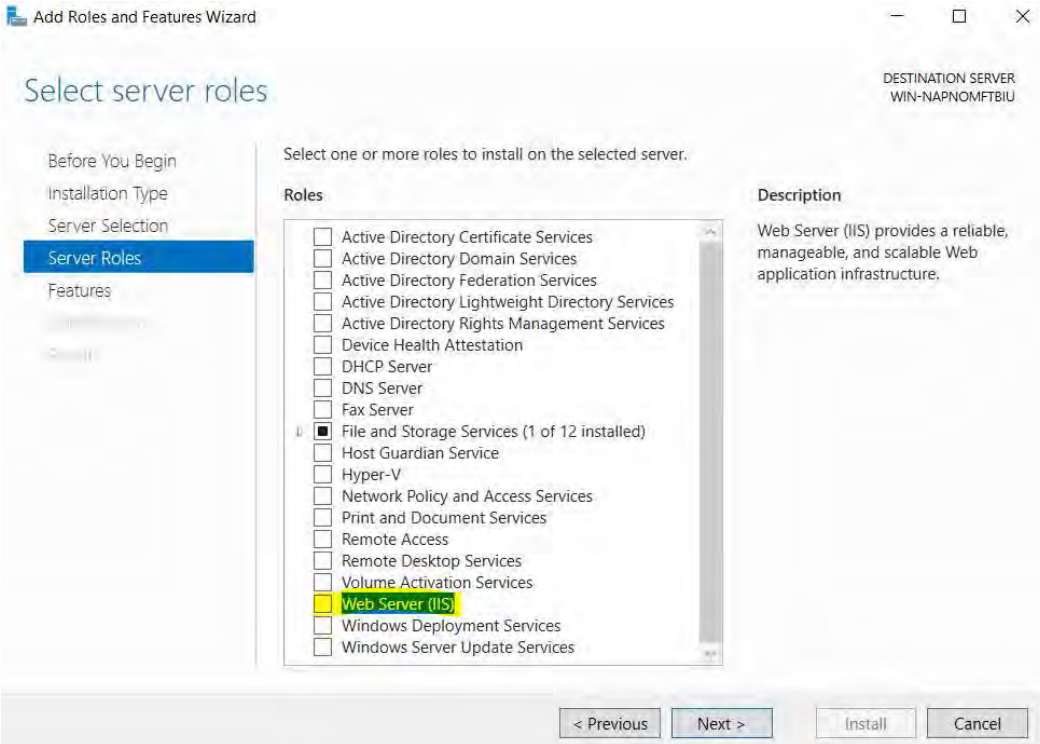 Add Roles and Features Wizard
Select server roles
DESTINATION SERVER
WIN-NAPNOMFTBIU
Before You Begin
Installation Type
Server Selection
Server Roles
Features
Select one or more roles to install on the selected server.
Roles
Active Directory Certificate Services
Active Directory Domain Services
Active Directory Federation Services
Active Directory Lightweight Directory Services
Active Directory Rights Management Services
Device Health Attestation
DHCP Server
DNS Server
Fax Server
File and Storage Services (1 of 12 installed)
Host Guardian Service
Hyper-V
Network Policy and Access Services
Print and Document Services
Remote Access
Remote Desktop Services
Volume Activation Services
Web Server (IIS)
Windows Deployment Services
Windows Server Update Services
Description
Web Server (IIS) provides a reliable,
manageable, and scalable Web
application infrastructure.
< Previous
Next >
Install
Cancel